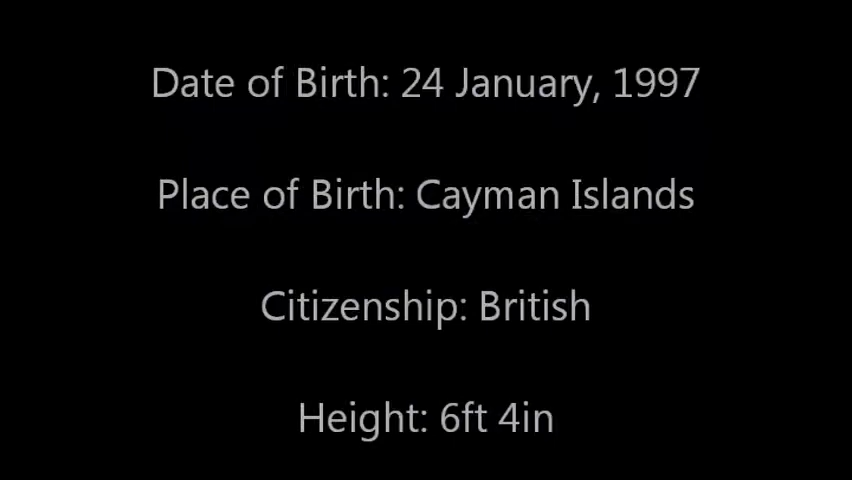 Date of Birth: 24 January, 1997
Place of Birth: Cayman Islands
Citizenship: British
Height: 6ft 4in